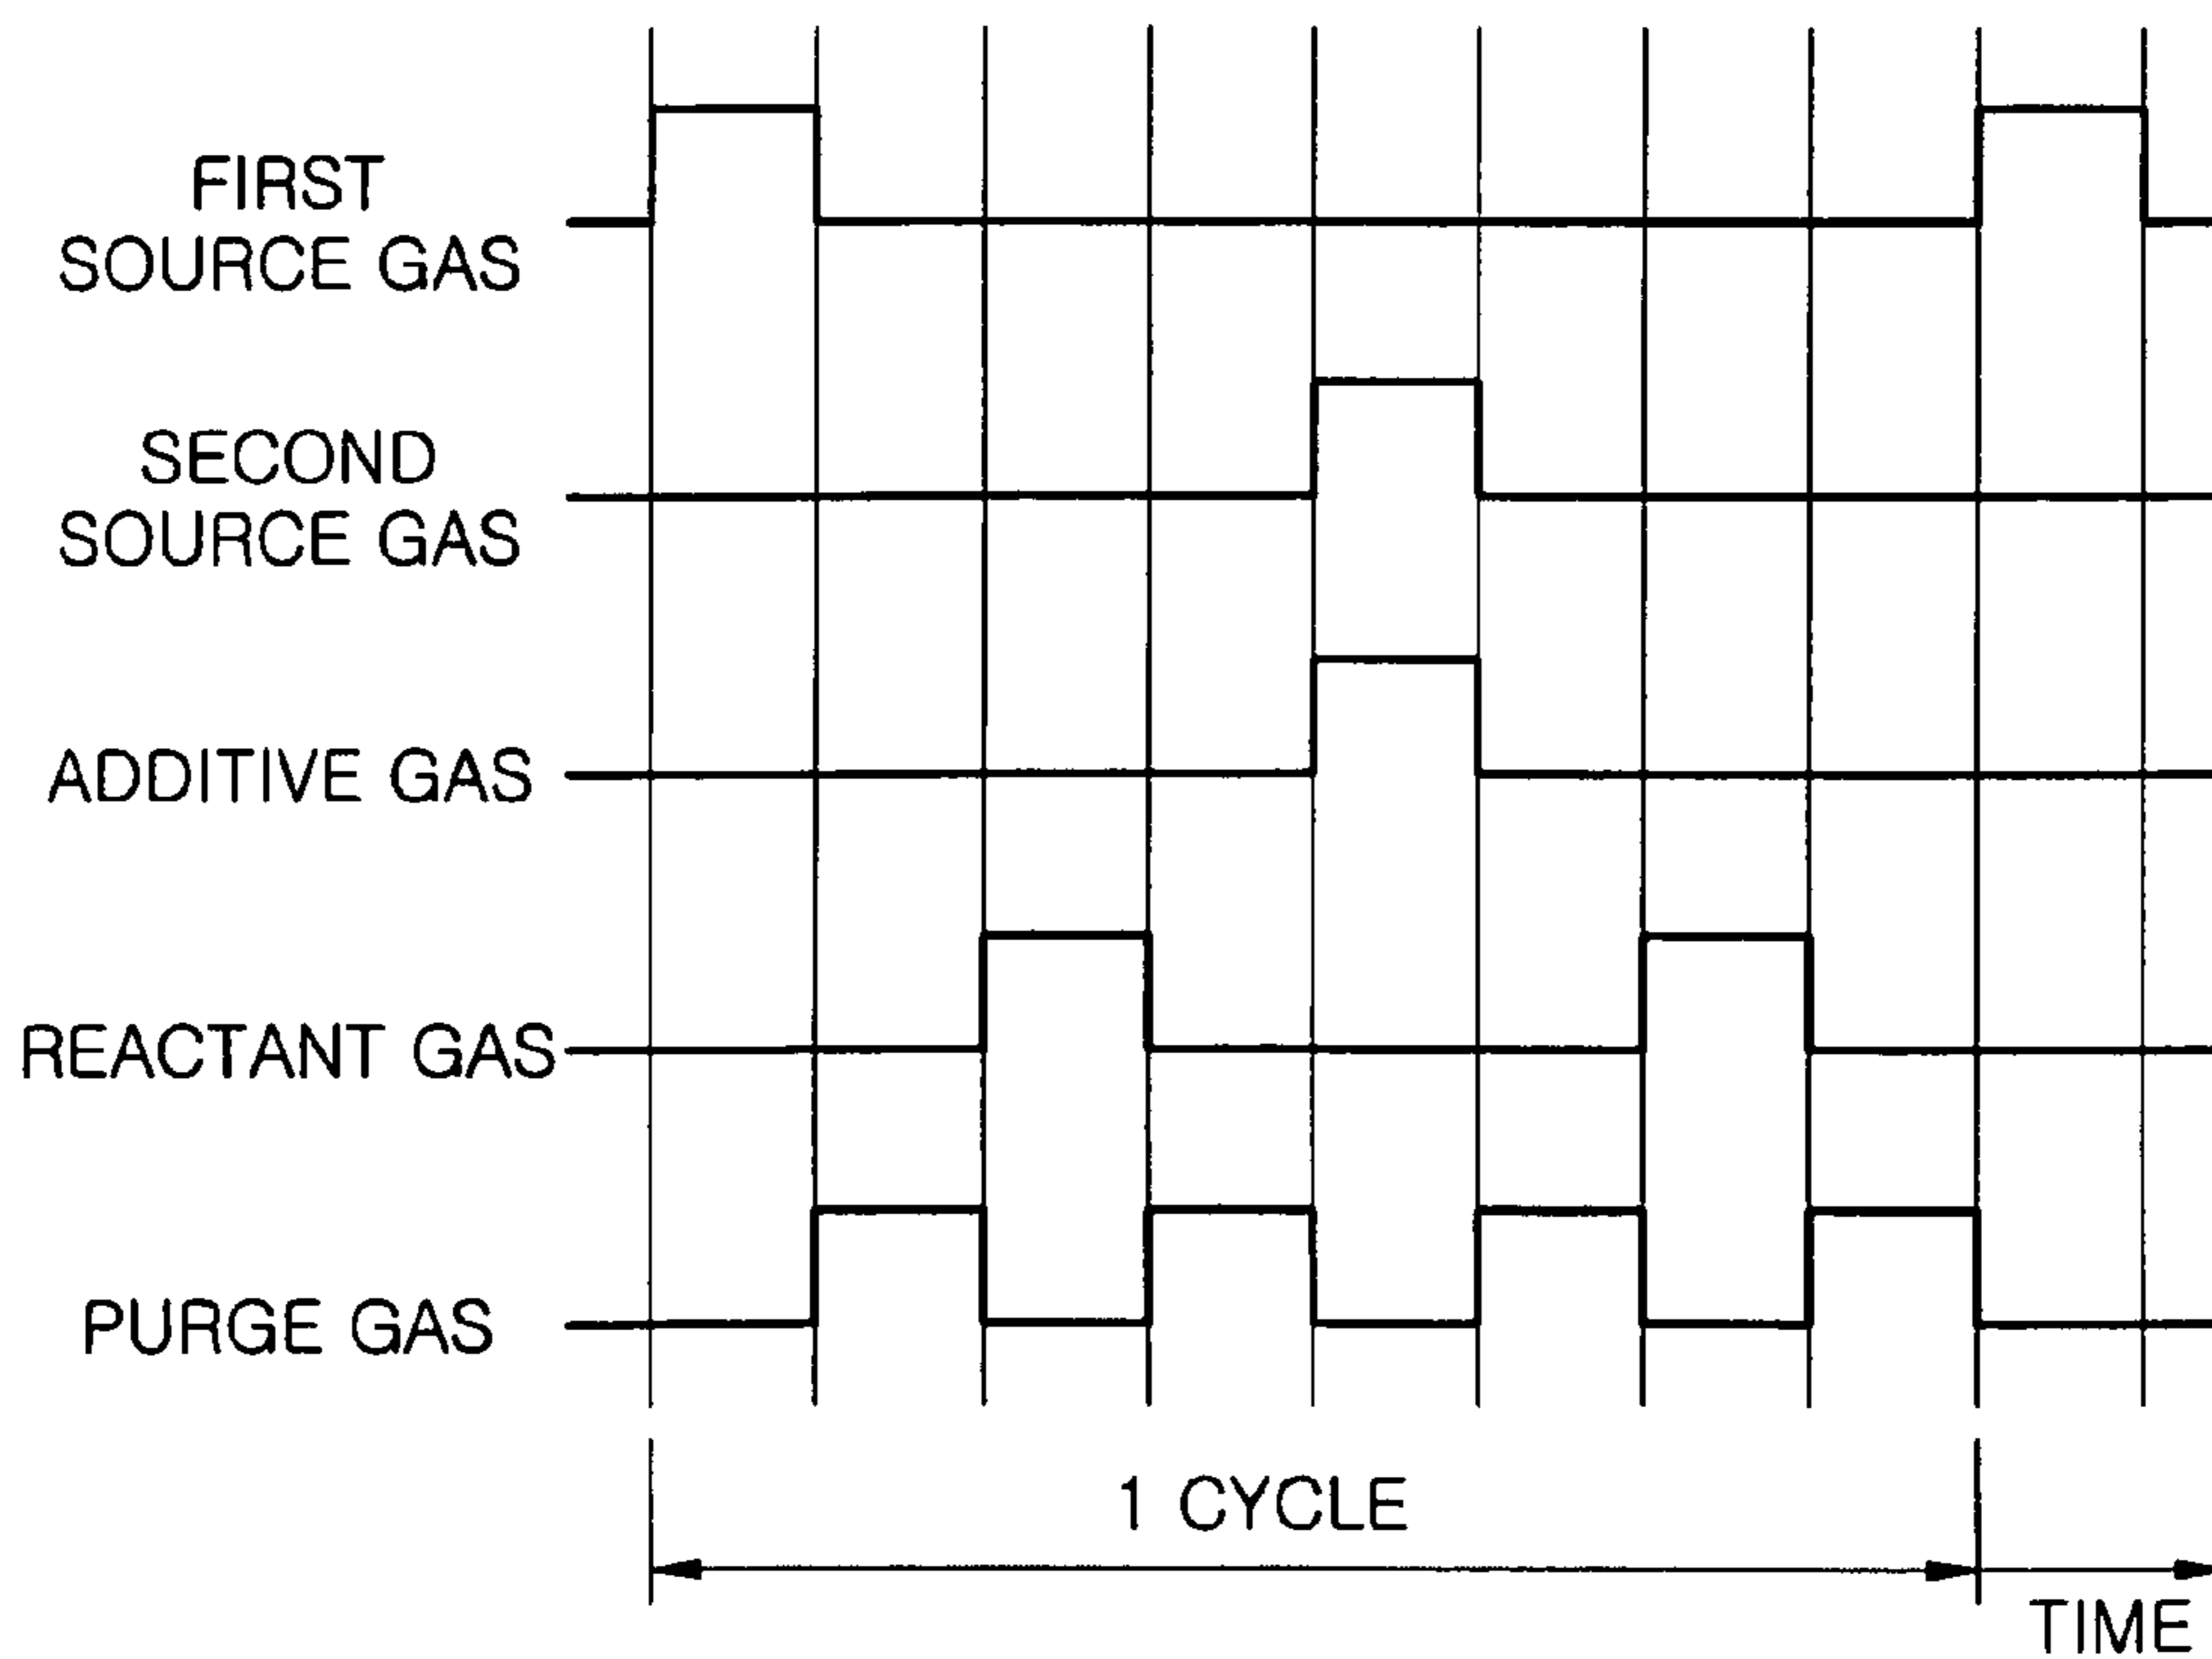 FIRST
SOURCE GAS
SECOND
SOURCE GAS
ADDITIVE GAS
REACTANT GAS
PURGE GAS
1 CYCLE
TIME